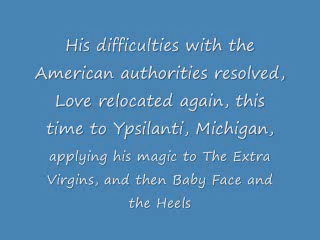 His difficulties with the
American authorities resolved,
Love relocated again, this
time to Ypsilanti, Michigan,
applying his magic to The Extra
Virgins, and then Baby Face and
the Heels